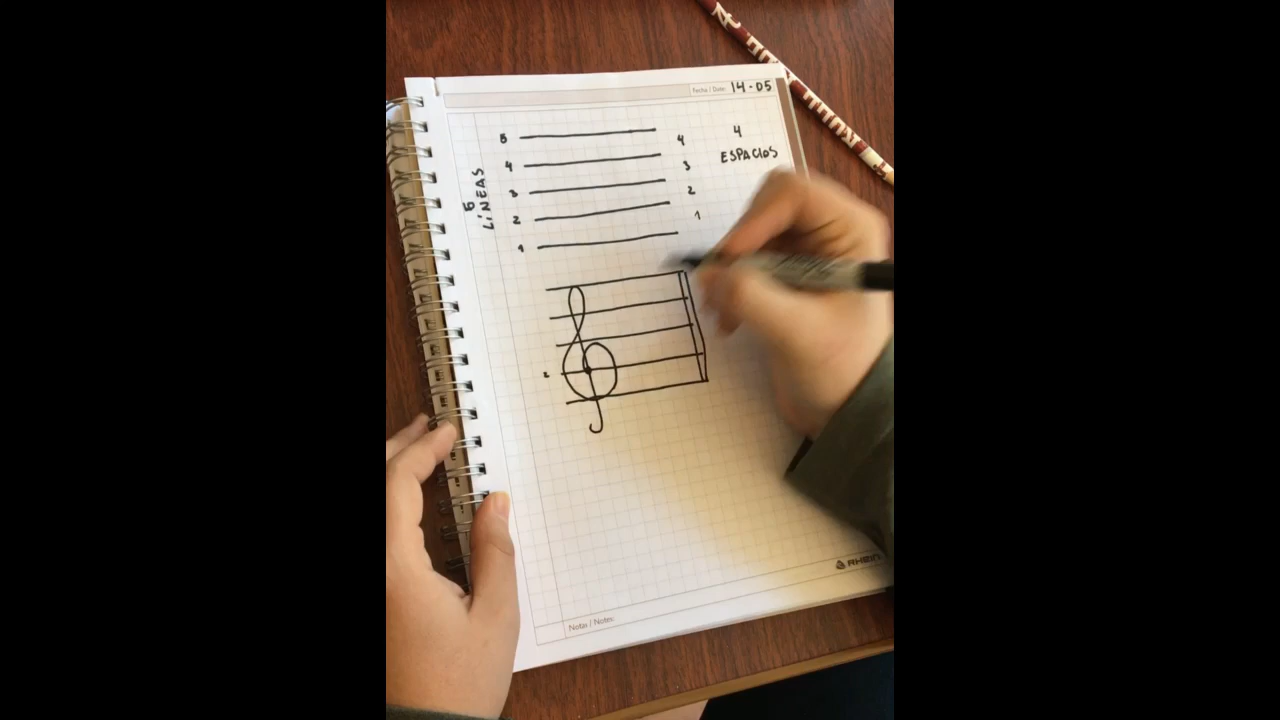 Fecha / Date: 14-05
5
4
3
2
1
5
LÍNEAS
4
3
2
1
4
ESPACIOS
2
RHEIN
Notas / Notes: